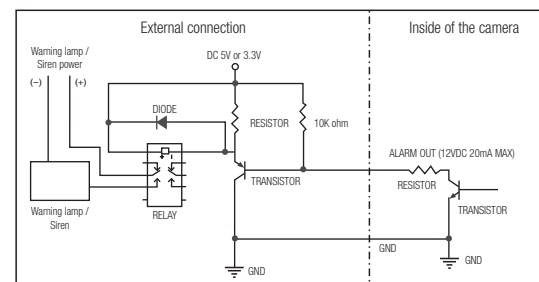 External connection
Inside of the camera
Warning lamp /
Siren power
(−)
(+)
DC 5V or 3.3V
DIODE
RESISTOR
10K ohm
ALARM OUT (12VDC 20mA MAX)
TRANSISTOR
RESISTOR
TRANSISTOR
Warning lamp /
Siren
RELAY
GND
GND
GND